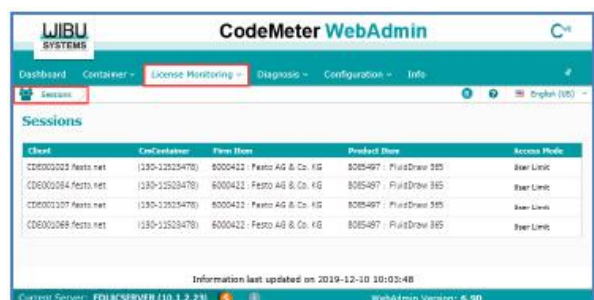 WIBU
SYSTEMS
CodeMeter WebAdmin
Dashboard Container License Monitoring Diagnosis Configuration Info
Sessions English (US)
Sessions
Client CmContainer Firm Item Product Item Access Mode
CDE001023.festo.net (130-11523478) 6000422 : Festo AG & Co. KG 8085497 : FluidDraw 365 User Limit
CDE001084.festo.net (130-11523478) 6000422 : Festo AG & Co. KG 8085497 : FluidDraw 365 User Limit
CDE001107.festo.net (130-11523478) 6000422 : Festo AG & Co. KG 8085497 : FluidDraw 365 User Limit
CDE001069.festo.net (130-11523478) 6000422 : Festo AG & Co. KG 8085497 : FluidDraw 365 User Limit
Information last updated on 2019-12-10 10:03:48
Current Server: (10.1.2.23) WebAdmin Version: 6.90